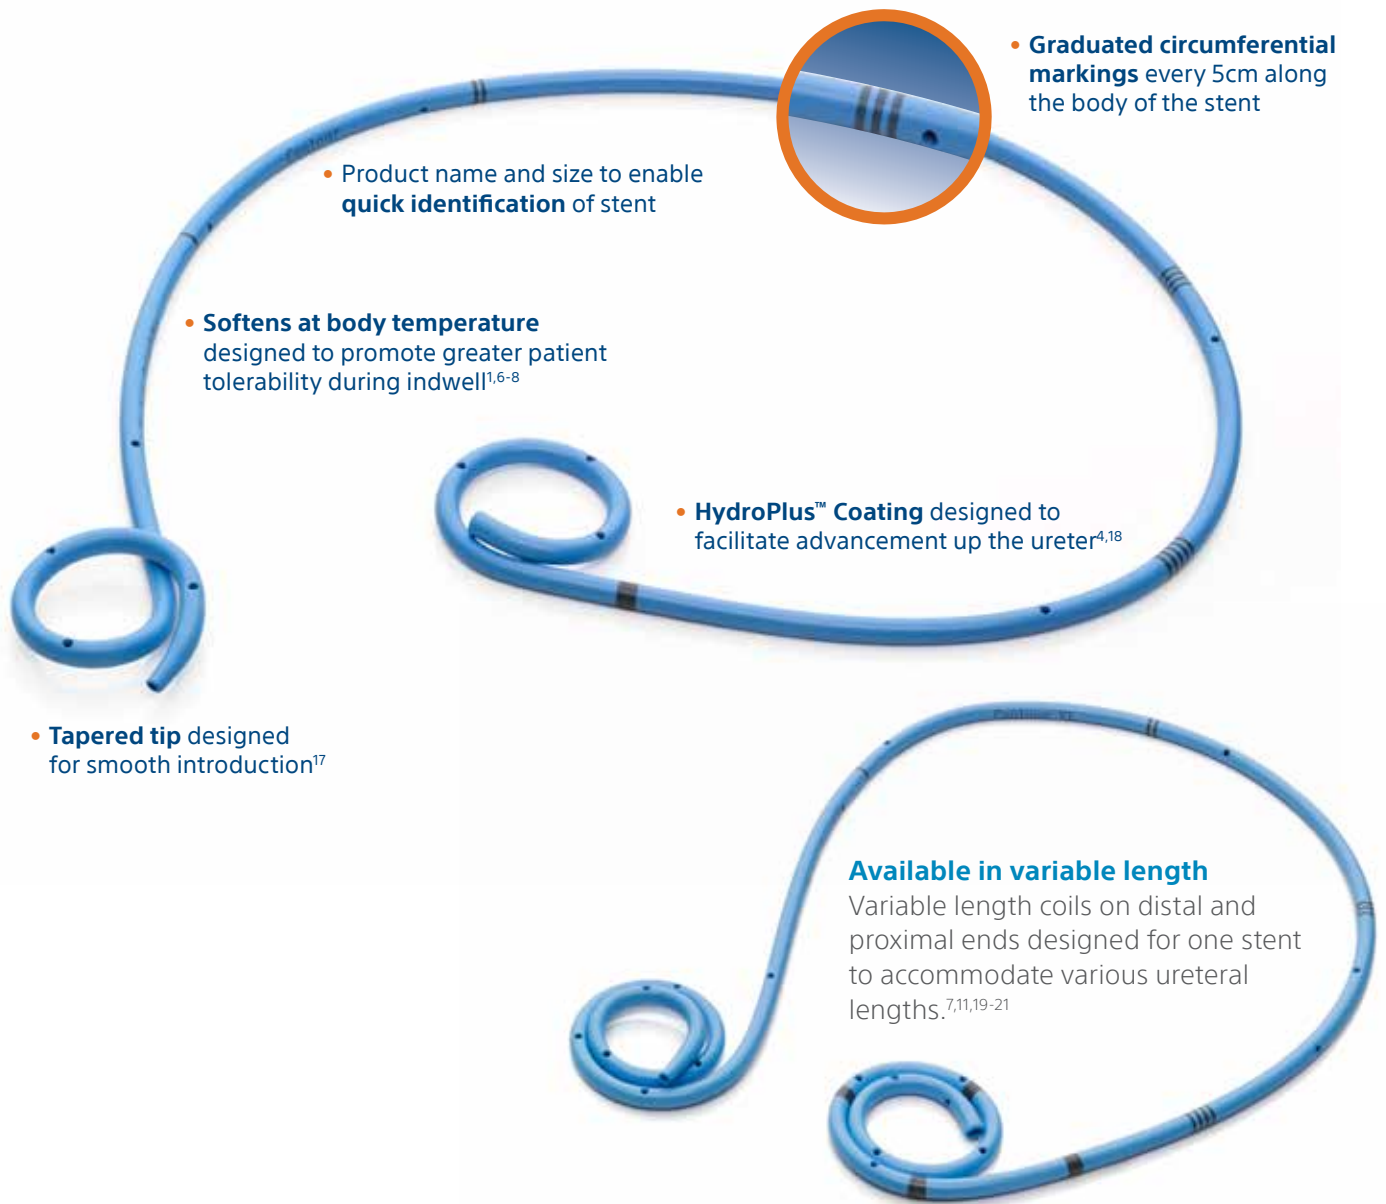 • Graduated circumferential
markings every 5cm along
the body of the stent
Contour
• Product name and size to enable
quick identification of stent
• Softens at body temperature
designed to promote greater patient
tolerability during indwell1,6-8
• HydroPlus™ Coating designed to
facilitate advancement up the ureter4,18
• Tapered tip designed
for smooth introduction17
Contour VL
Available in variable length
Variable length coils on distal and
proximal ends designed for one stent
to accommodate various ureteral
lengths.7,11,19-21